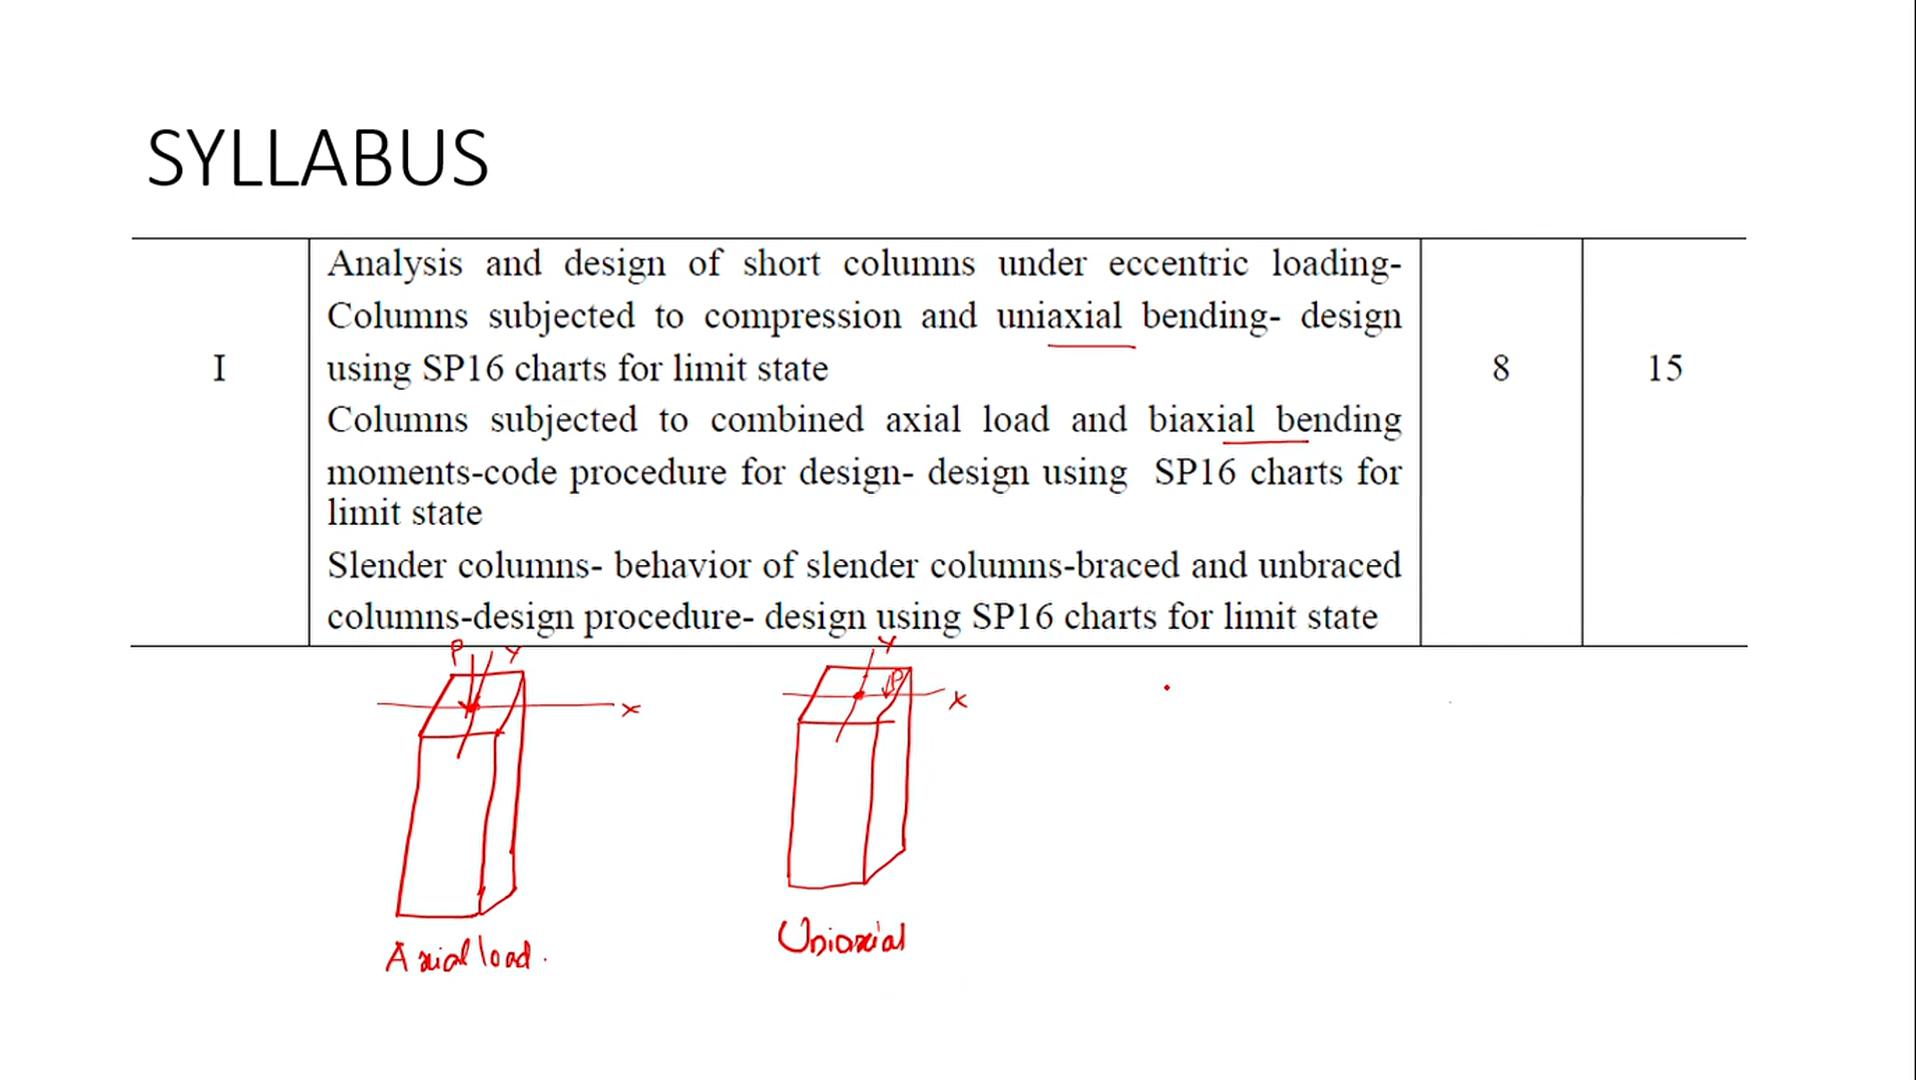 SYLLABUS
Analysis and design of short columns under eccentric loading-
Columns subjected to compression and uniaxial bending- design
using SP16 charts for limit state
I 8 15
Columns subjected to combined axial load and biaxial bending
moments-code procedure for design- design using SP16 charts for
limit state
Slender columns- behavior of slender columns-braced and unbraced
columns-design procedure- design using SP16 charts for limit state
P Y Y
P
X X
Axial load. Uniaxial